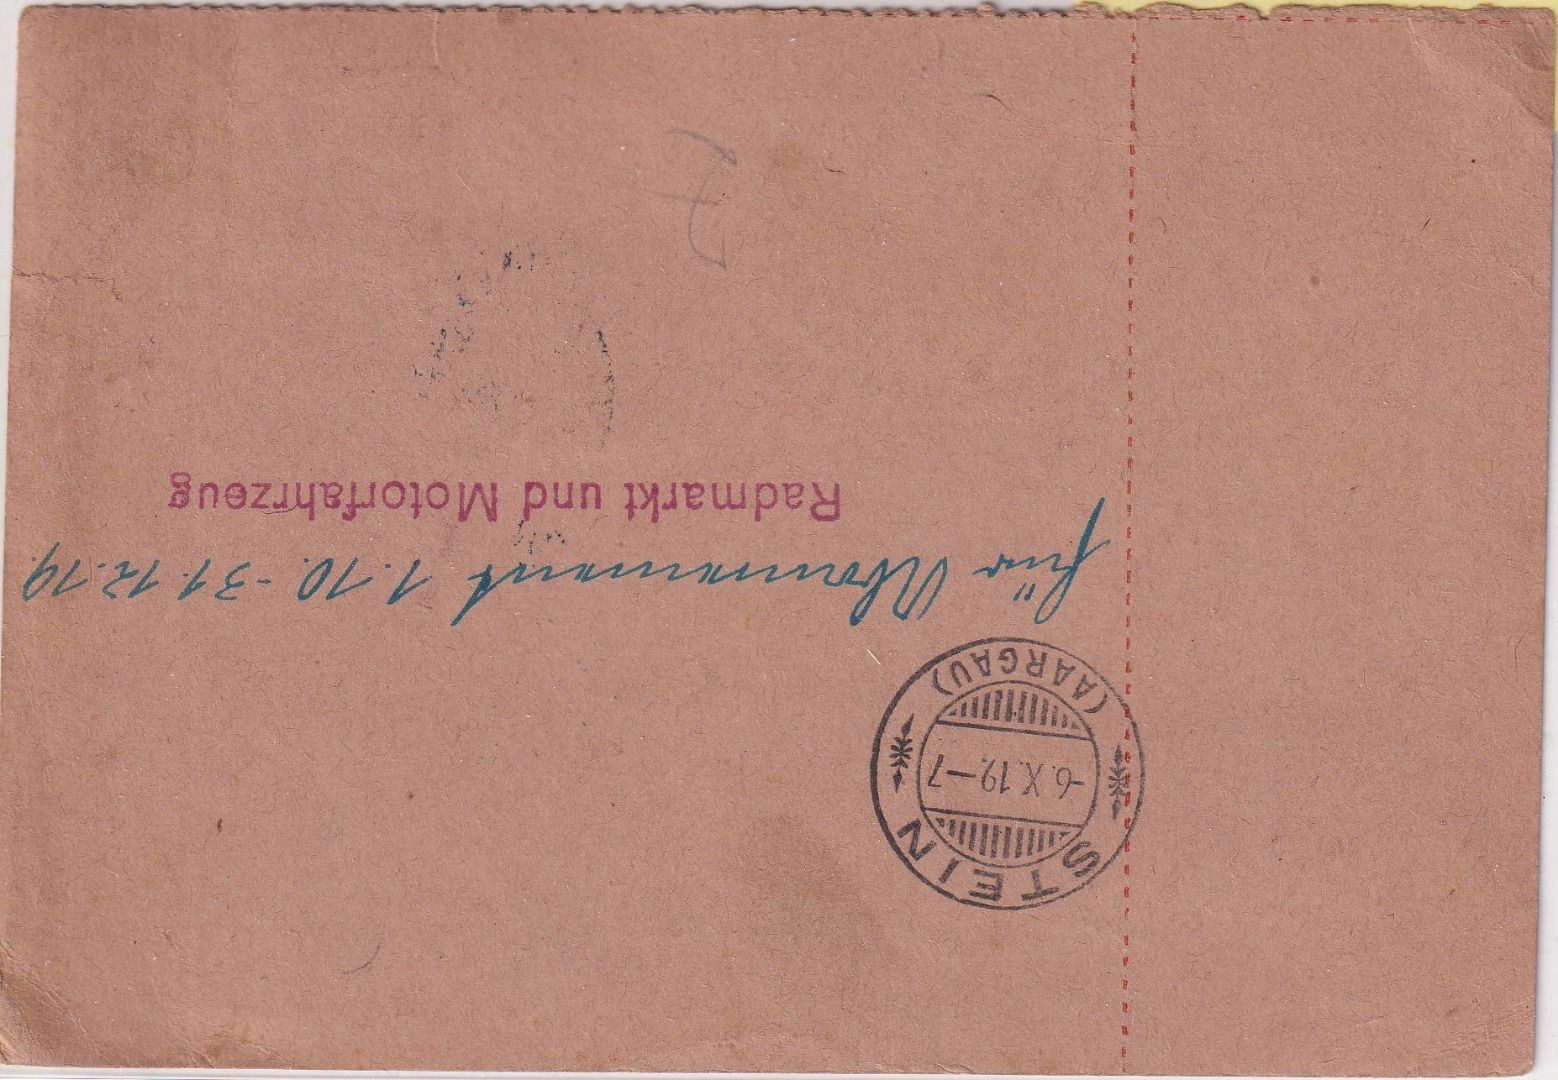 STEIN
-6.X.19.-7
(AARGAU)
für Abonnement 1.10.-31.12.19.
Radmarkt und Motorfahrzeug